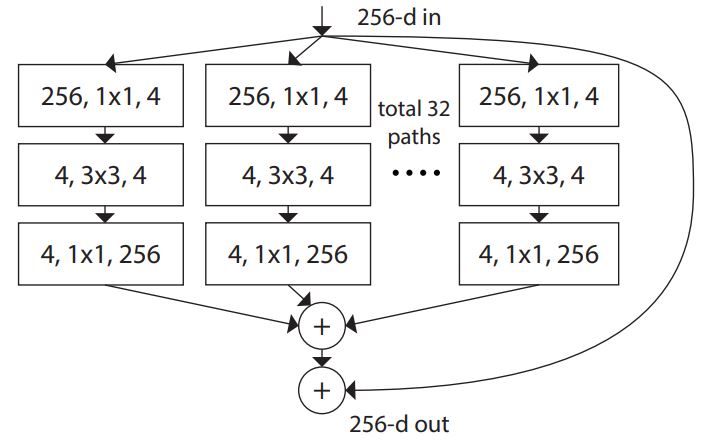 256-d in
256, 1x1, 4
256, 1x1, 4
total 32
paths
256, 1x1, 4
4, 3x3, 4
4, 3x3, 4
....
4, 3x3, 4
4, 1x1, 256
4, 1x1, 256
4, 1x1, 256
+
+
256-d out